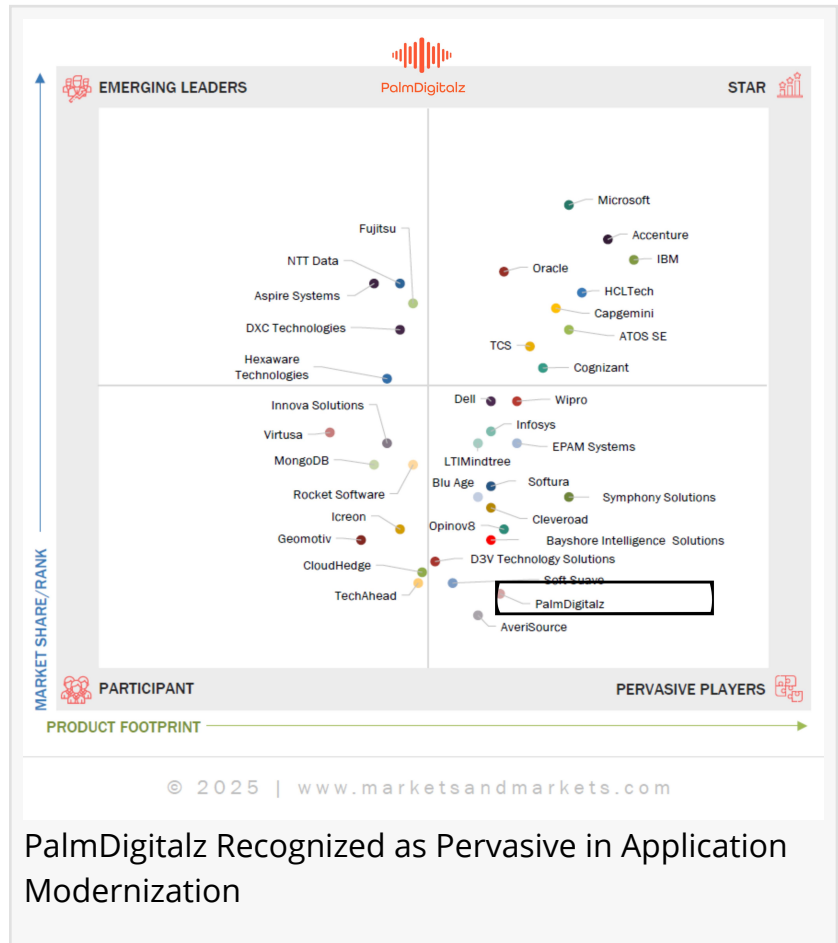 PalmDigitalz
EMERGING LEADERS
STAR
Microsoft
Fujitsu
Accenture
NTT Data
IBM
Oracle
Aspire Systems
HCLTech
Capgemini
DXC Technologies
ATOS SE
TCS
Hexaware
Technologies
Cognizant
Dell
Wipro
Innova Solutions
Infosys
Virtusa
EPAM Systems
MongoDB
LTIMindtree
Blu Age
Softura
Rocket Software
Symphony Solutions
Icreon
Cleveroad
Opinov8
Geomotiv
Bayshore Intelligence Solutions
D3V Technology Solutions
CloudHedge
Soft Suave
TechAhead
PalmDigitalz
AveriSource
MARKET SHARE/RANK
PARTICIPANT
PERVASIVE PLAYERS
PRODUCT FOOTPRINT
© 2025 | www.marketsandmarkets.com
PalmDigitalz Recognized as Pervasive in Application
Modernization